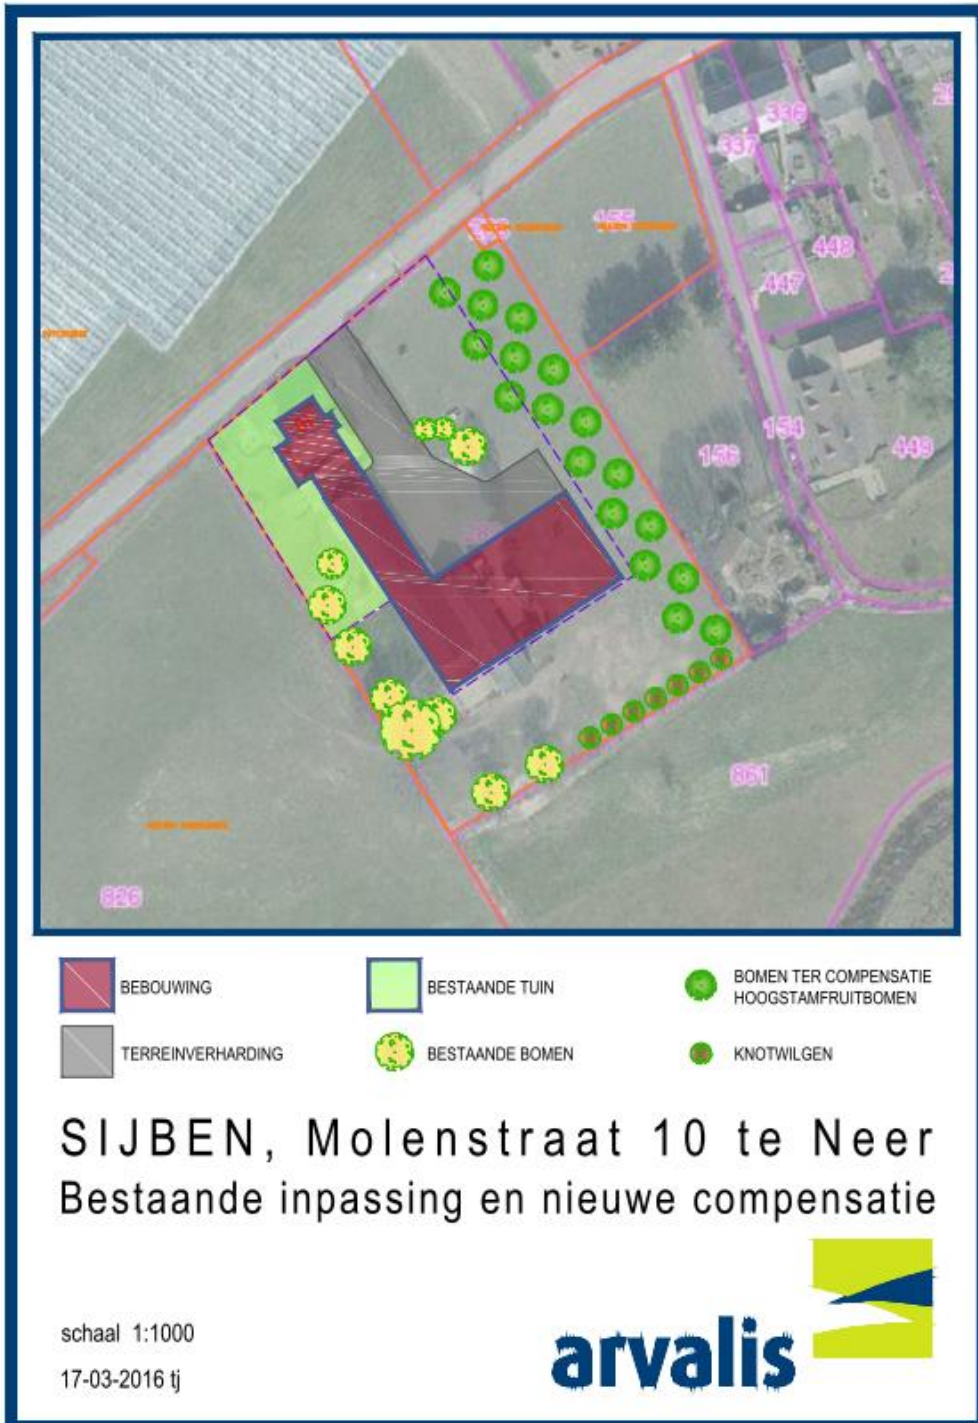 336
337
155
448
447
154
449
156
861
826
BEBOUWING
BESTAANDE TUIN
BOMEN TER COMPENSATIE
HOOGSTAMFRUITBOMEN
TERREINVERHARDING
BESTAANDE BOMEN
KNOTWILGEN
SIJBEN, Molenstraat 10 te Neer
Bestaande inpassing en nieuwe compensatie
schaal 1:1000
17-03-2016 tj
arvalis